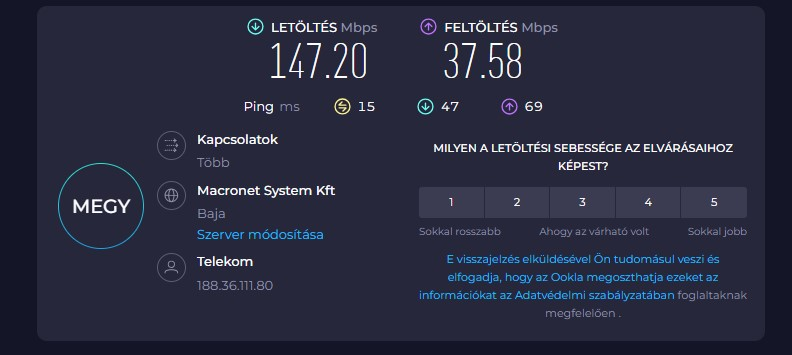 LETÖLTÉS Mbps
147.20
FELTÖLTÉS Mbps
37.58
Ping ms 15 47 69
MEGY
Kapcsolatok
Több
Macronet System Kft
Baja
Szerver módosítása
Telekom
188.36.111.80
MILYEN A LETÖLTÉSI SEBESSÉGE AZ ELVÁRÁSAIHOZ
KÉPEST?
1 2 3 4 5
Sokkal rosszabb Ahogy az várható volt Sokkal jobb
E visszajelzés elküldésével Ön tudomásul veszi és
elfogadja, hogy az Ookla megoszthatja ezeket az
információkat az Adatvédelmi szabályzatában foglaltaknak
megfelelően .